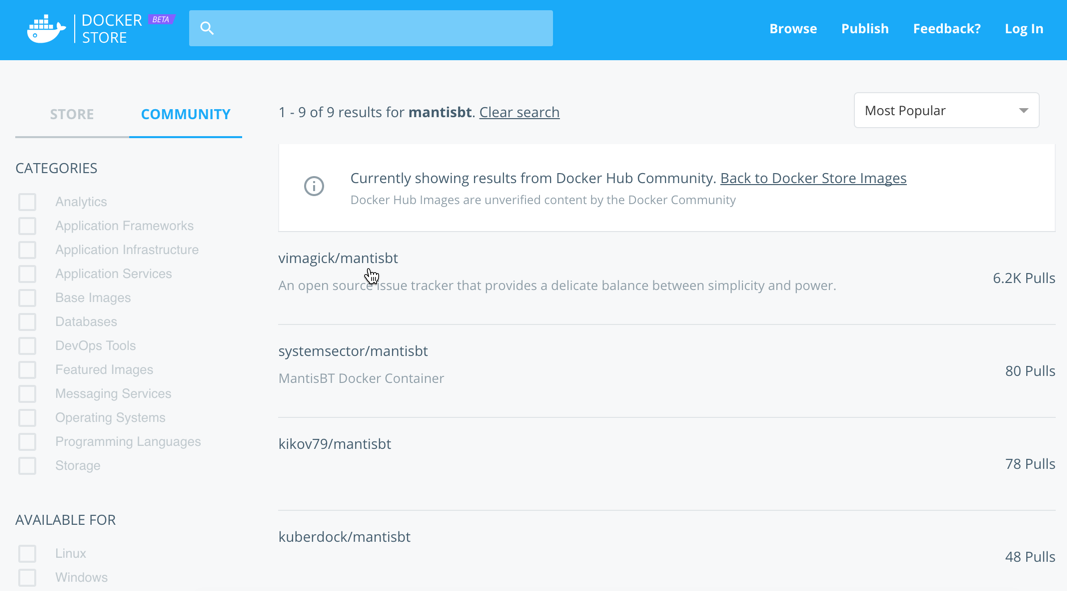 DOCKER STORE BETA
Browse Publish Feedback? Log In
STORE COMMUNITY
CATEGORIES
Analytics
Application Frameworks
Application Infrastructure
Application Services
Base Images
Databases
DevOps Tools
Featured Images
Messaging Services
Operating Systems
Programming Languages
Storage
AVAILABLE FOR
Linux
Windows
1 - 9 of 9 results for mantisbt. Clear search
Most Popular
Currently showing results from Docker Hub Community. Back to Docker Store Images
Docker Hub Images are unverified content by the Docker Community
vimagick/mantisbt
An open source issue tracker that provides a delicate balance between simplicity and power.
6.2K Pulls
systemsector/mantisbt
MantisBT Docker Container
80 Pulls
kikov79/mantisbt
78 Pulls
kuberdock/mantisbt
48 Pulls